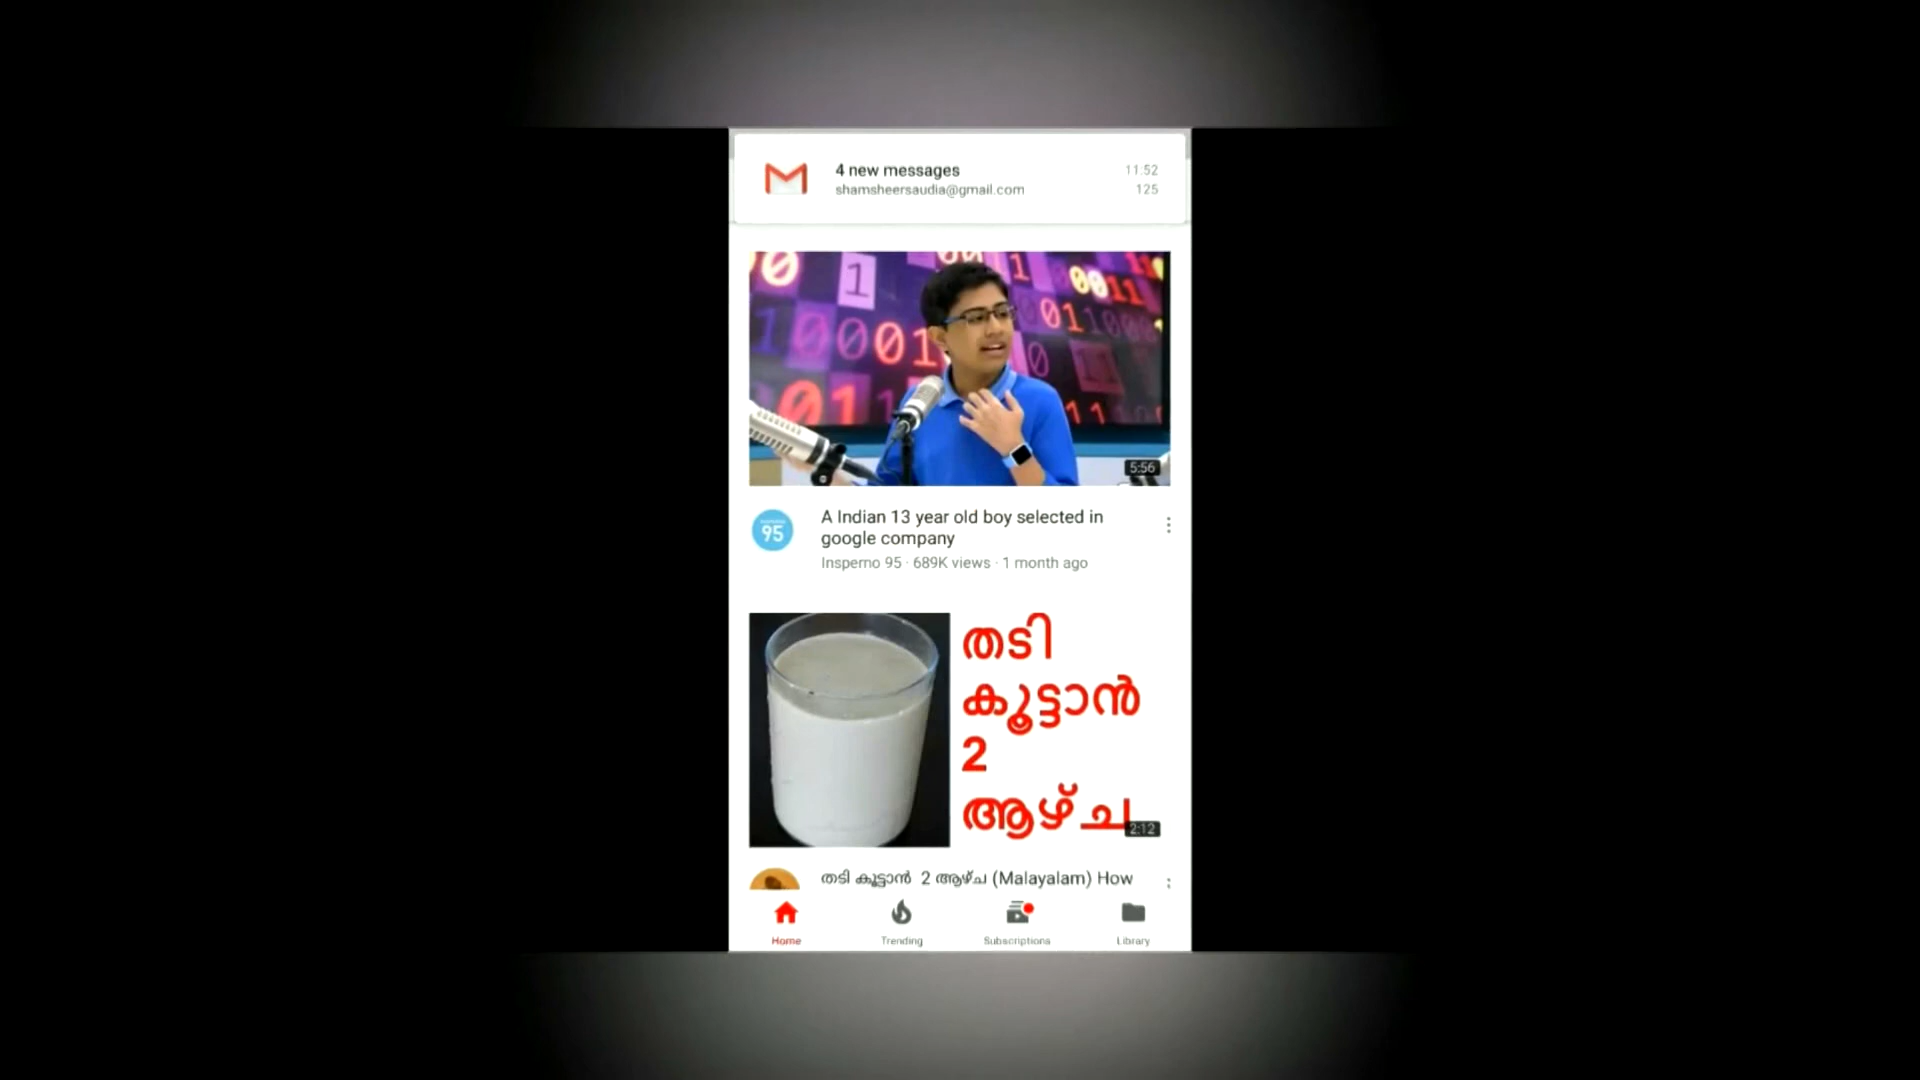 4 new messages
11:52
shamsheersaudia@gmail.com
125
5:56
95
A Indian 13 year old boy selected in
google company
Insperno 95 · 689K views · 1 month ago
തടി
കൂട്ടാൻ
2
ആഴ്ച
2:12
തടി കൂട്ടാൻ 2 ആഴ്ച (Malayalam) How
Home
Trending
Subscriptions
Library